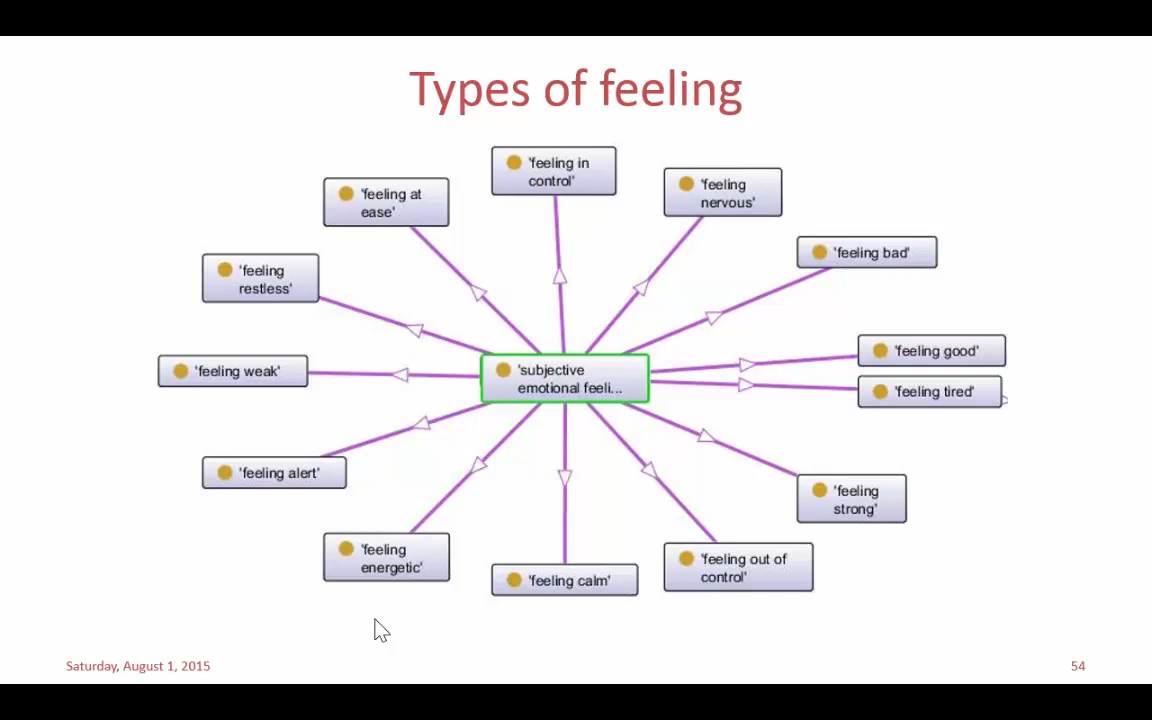 Types of feeling
'feeling in
control'
'feeling
nervous'
'feeling at
ease'
'feeling bad'
'feeling
restless'
'feeling good'
'feeling weak'
'subjective
emotional feeli...
'feeling tired'
'feeling alert'
'feeling
strong'
'feeling
energetic'
'feeling calm'
'feeling out of
control'
Saturday, August 1, 2015
54